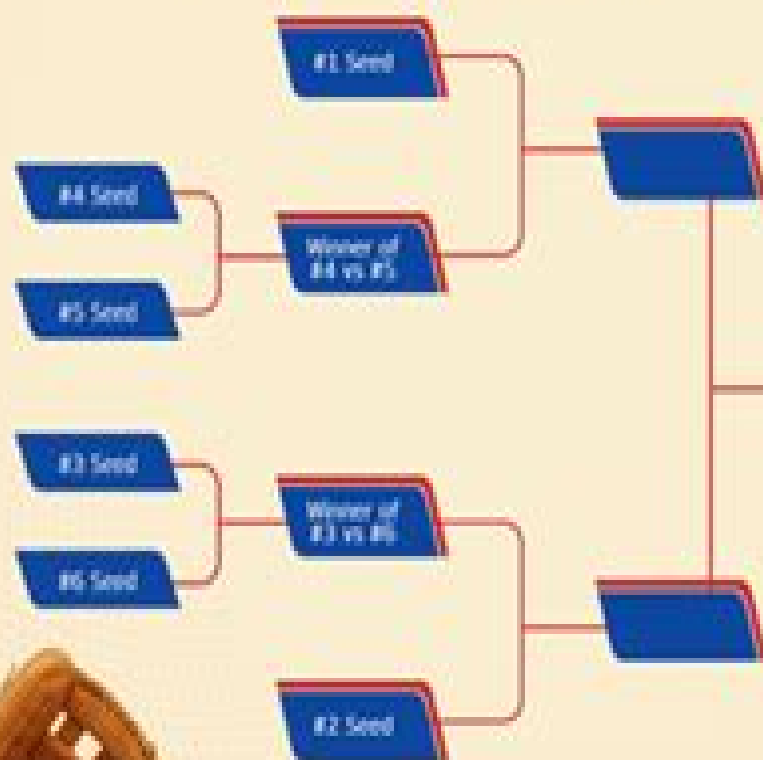 #1 Seed
#4 Seed
Winner of
#4 vs #5
#5 Seed
#3 Seed
Winner of
#3 vs #6
#6 Seed
#2 Seed